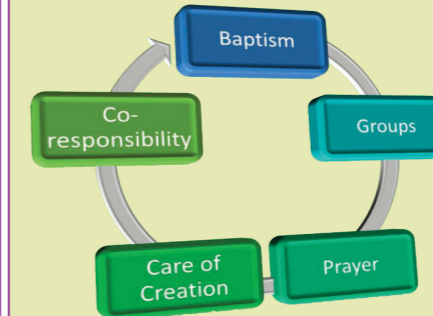 Baptism
Groups
Prayer
Care of
Creation
Co-
responsibility